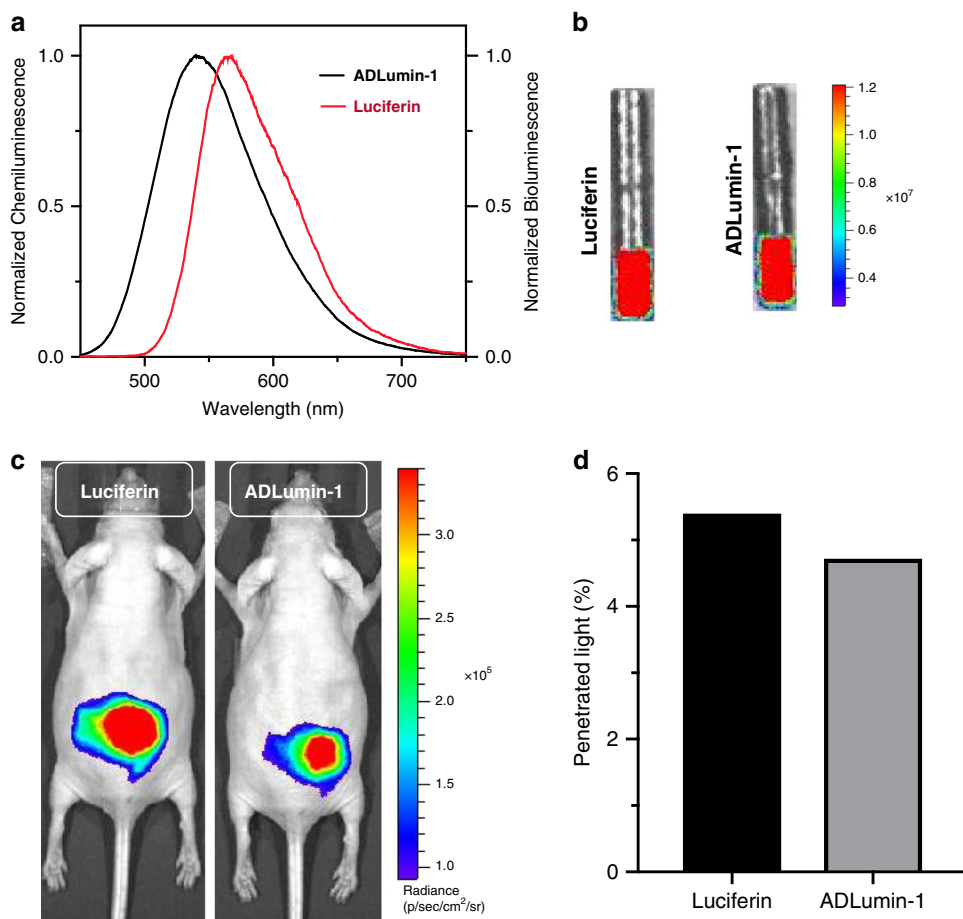 a
Normalized Chemiluminescence
1.0
0.5
0.0
500
600
700
Wavelength (nm)
1.0
0.5
0.0
Normalized Bioluminescence
ADLumin-1
Luciferin
b
Luciferin
ADLumin-1
1.2
1.0
0.8
×10⁷
0.6
0.4
c
Luciferin
ADLumin-1
3.0
2.5
×10⁵
2.0
1.5
1.0
Radiance
(p/sec/cm²/sr)
d
Penetrated light (%)
6
4
2
0
Luciferin
ADLumin-1